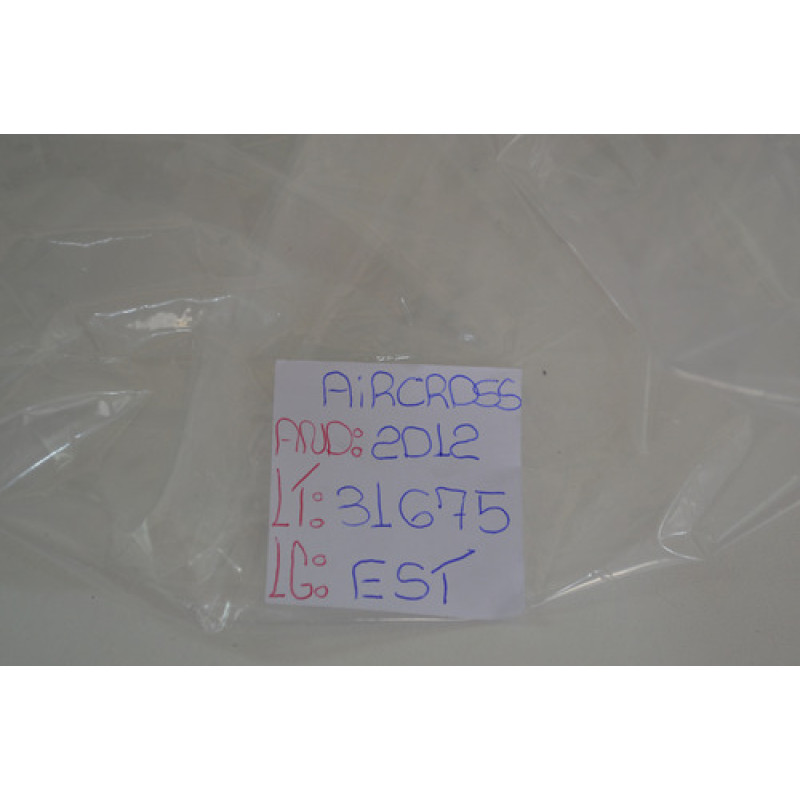 AiRCROSS
ANO: 2012
LT: 31675
LG: EST